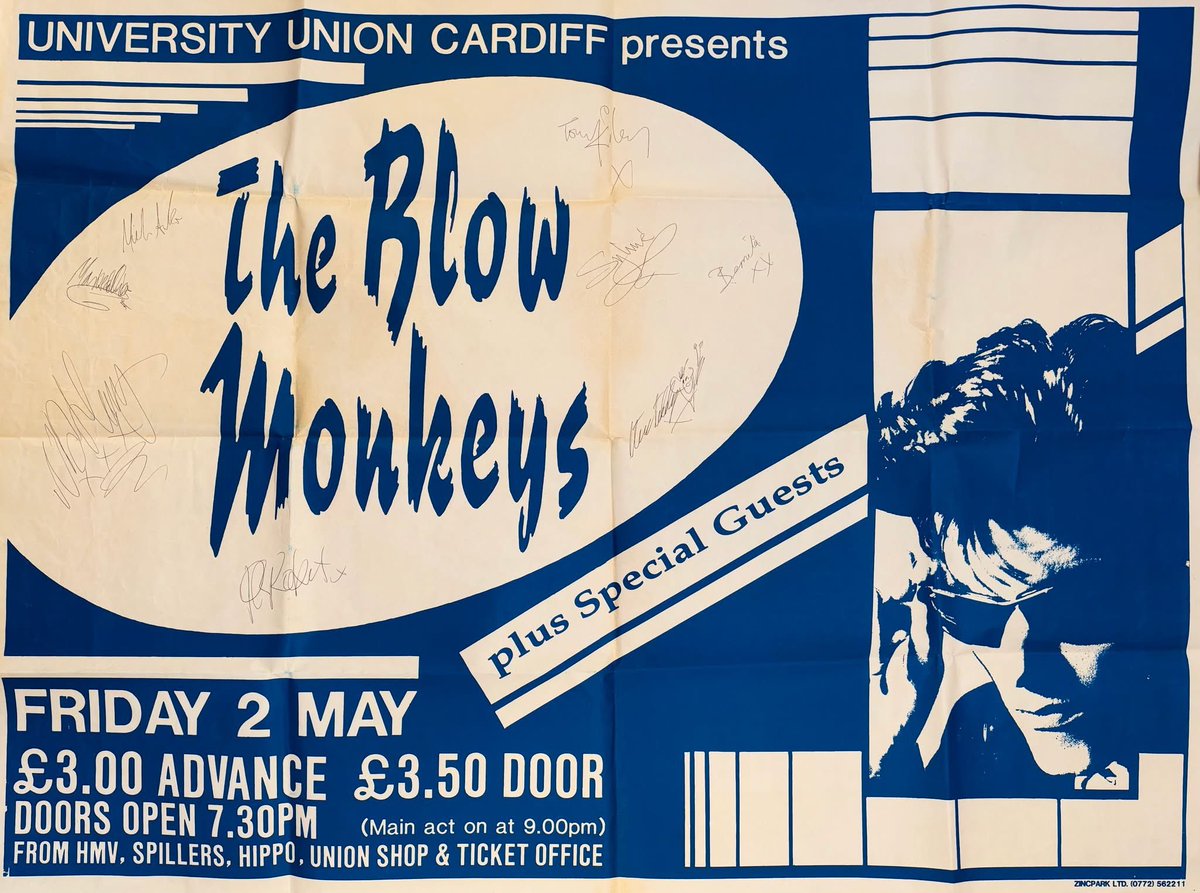 UNIVERSITY UNION CARDIFF presents
The Blow
Monkeys
plus Special Guests
FRIDAY 2 MAY
£3.00 ADVANCE £3.50 DOOR
DOORS OPEN 7.30PM (Main act on at 9.00pm)
FROM HMV, SPILLERS, HIPPO, UNION SHOP & TICKET OFFICE
ZINCPARK LTD. (0772) 562211